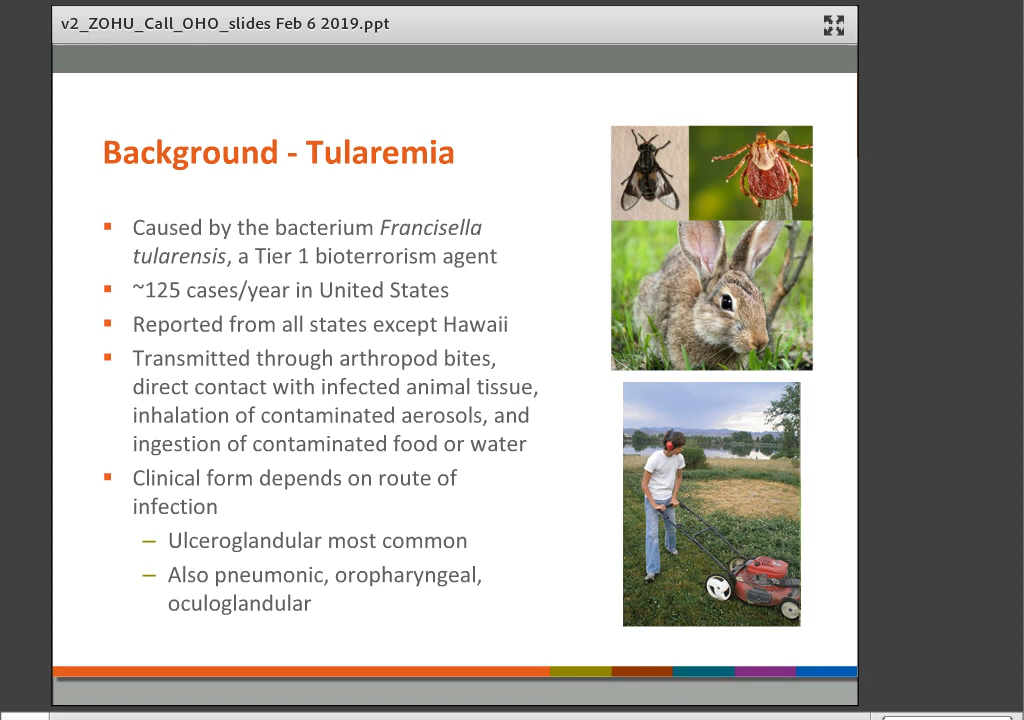 v2_ZOHU_Call_OHO_slides Feb 6 2019.ppt
Background - Tularemia
Caused by the bacterium Francisella
tularensis, a Tier 1 bioterrorism agent
~125 cases/year in United States
Reported from all states except Hawaii
Transmitted through arthropod bites,
direct contact with infected animal tissue,
inhalation of contaminated aerosols, and
ingestion of contaminated food or water
Clinical form depends on route of
infection
– Ulceroglandular most common
– Also pneumonic, oropharyngeal,
oculoglandular